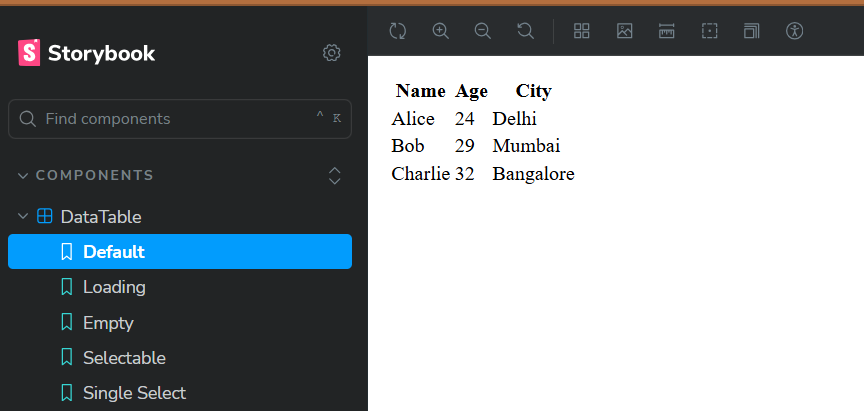 Storybook
Find components
^ K
COMPONENTS
DataTable
Default
Loading
Empty
Selectable
Single Select
Name Age City
Alice 24 Delhi
Bob 29 Mumbai
Charlie 32 Bangalore